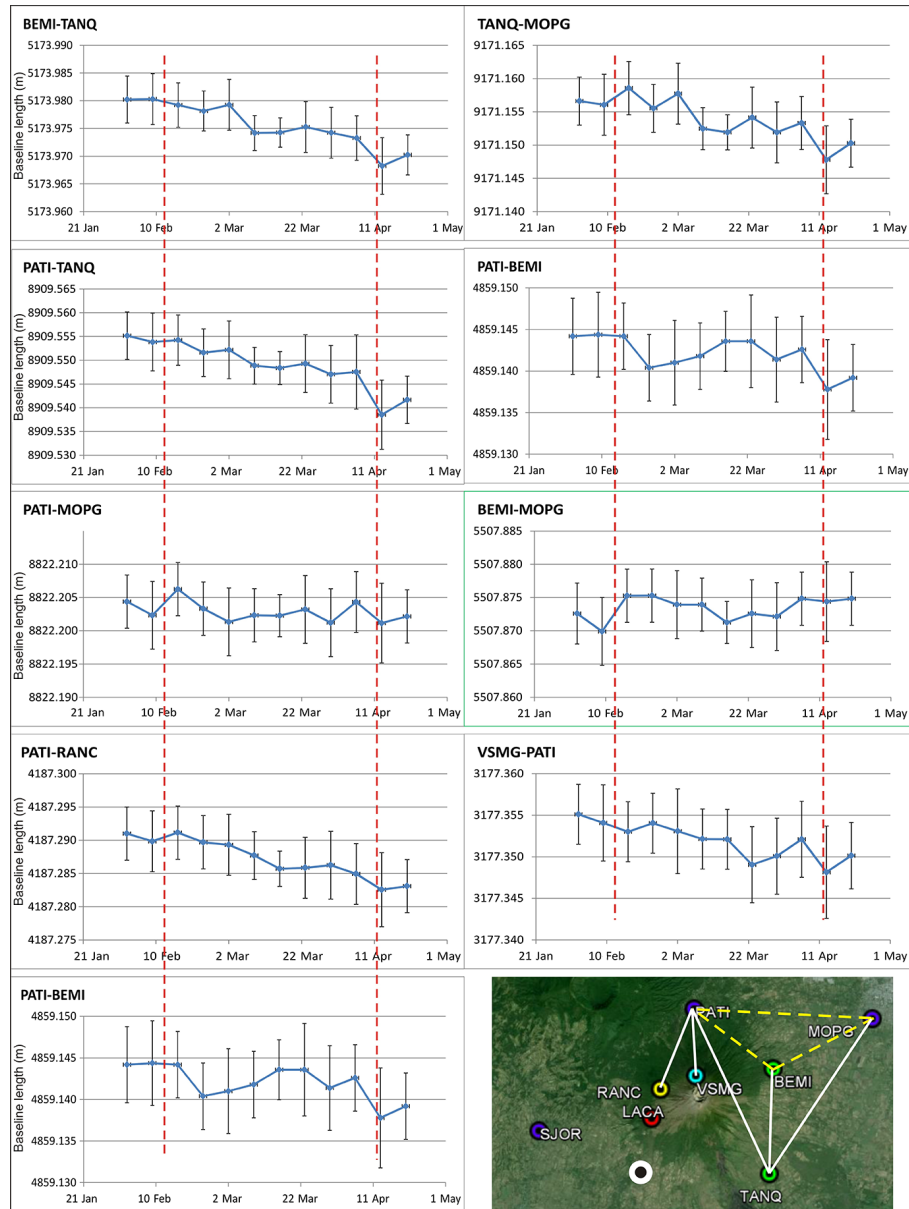 BEMI-TANQ
Baseline length (m)
5173.990
5173.985
5173.980
5173.975
5173.970
5173.965
5173.960
21 Jan 10 Feb 2 Mar 22 Mar 11 Apr 1 May
TANQ-MOPG
9171.165
9171.160
9171.155
9171.150
9171.145
9171.140
21 Jan 10 Feb 2 Mar 22 Mar 11 Apr 1 May
PATI-TANQ
Baseline length (m)
8909.565
8909.560
8909.555
8909.550
8909.545
8909.540
8909.535
8909.530
21 Jan 10 Feb 2 Mar 22 Mar 11 Apr 1 May
PATI-BEMI
4859.150
4859.145
4859.140
4859.135
4859.130
21 Jan 10 Feb 2 Mar 22 Mar 11 Apr 1 May
PATI-MOPG
Baseline length (m)
8822.210
8822.205
8822.200
8822.195
8822.190
21 Jan 10 Feb 2 Mar 22 Mar 11 Apr 1 May
BEMI-MOPG
5507.885
5507.880
5507.875
5507.870
5507.865
5507.860
21 Jan 10 Feb 2 Mar 22 Mar 11 Apr 1 May
PATI-RANC
Baseline length (m)
4187.300
4187.295
4187.290
4187.285
4187.280
4187.275
21 Jan 10 Feb 2 Mar 22 Mar 11 Apr 1 May
VSMG-PATI
3177.360
3177.355
3177.350
3177.345
3177.340
21 Jan 10 Feb 2 Mar 22 Mar 11 Apr 1 May
PATI-BEMI
Baseline length (m)
4859.150
4859.145
4859.140
4859.135
4859.130
21 Jan 10 Feb 2 Mar 22 Mar 11 Apr 1 May
PATI
MOPG
BEMI
VSMG
RANC
LACA
SJOR
TANQ